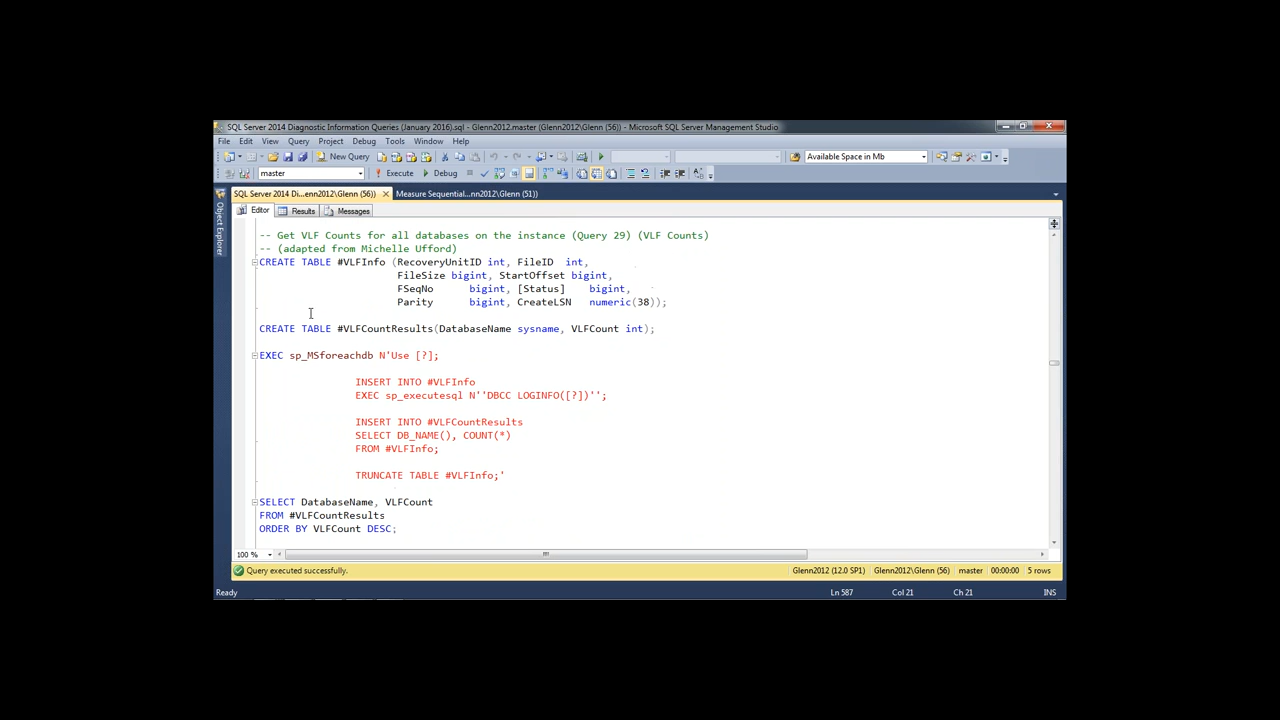 SQL Server 2014 Diagnostic Information Queries (January 2016).sql - Glenn2012.master (Glenn2012\Glenn (56)) - Microsoft SQL Server Management Studio
File Edit View Query Project Debug Tools Window Help
New Query Available Space in Mb
master Execute Debug
SQL Server 2014 Di...enn2012\Glenn (56)) Measure Sequential...nn2012\Glenn (51))
Object Explorer
Editor Results Messages
-- Get VLF Counts for all databases on the instance (Query 29) (VLF Counts)
-- (adapted from Michelle Ufford)
CREATE TABLE #VLFInfo (RecoveryUnitID int, FileID int,
FileSize bigint, StartOffset bigint,
FSeqNo bigint, [Status] bigint,
Parity bigint, CreateLSN numeric(38));
CREATE TABLE #VLFCountResults(DatabaseName sysname, VLFCount int);
EXEC sp_MSforeachdb N'Use [?];
INSERT INTO #VLFInfo
EXEC sp_executesql N''DBCC LOGINFO([?])'';
INSERT INTO #VLFCountResults
SELECT DB_NAME(), COUNT(*)
FROM #VLFInfo;
TRUNCATE TABLE #VLFInfo;'
SELECT DatabaseName, VLFCount
FROM #VLFCountResults
ORDER BY VLFCount DESC;
100 %
Query executed successfully. Glenn2012 (12.0 SP1) Glenn2012\Glenn (56) master 00:00:00 5 rows
Ready Ln 587 Col 21 Ch 21 INS